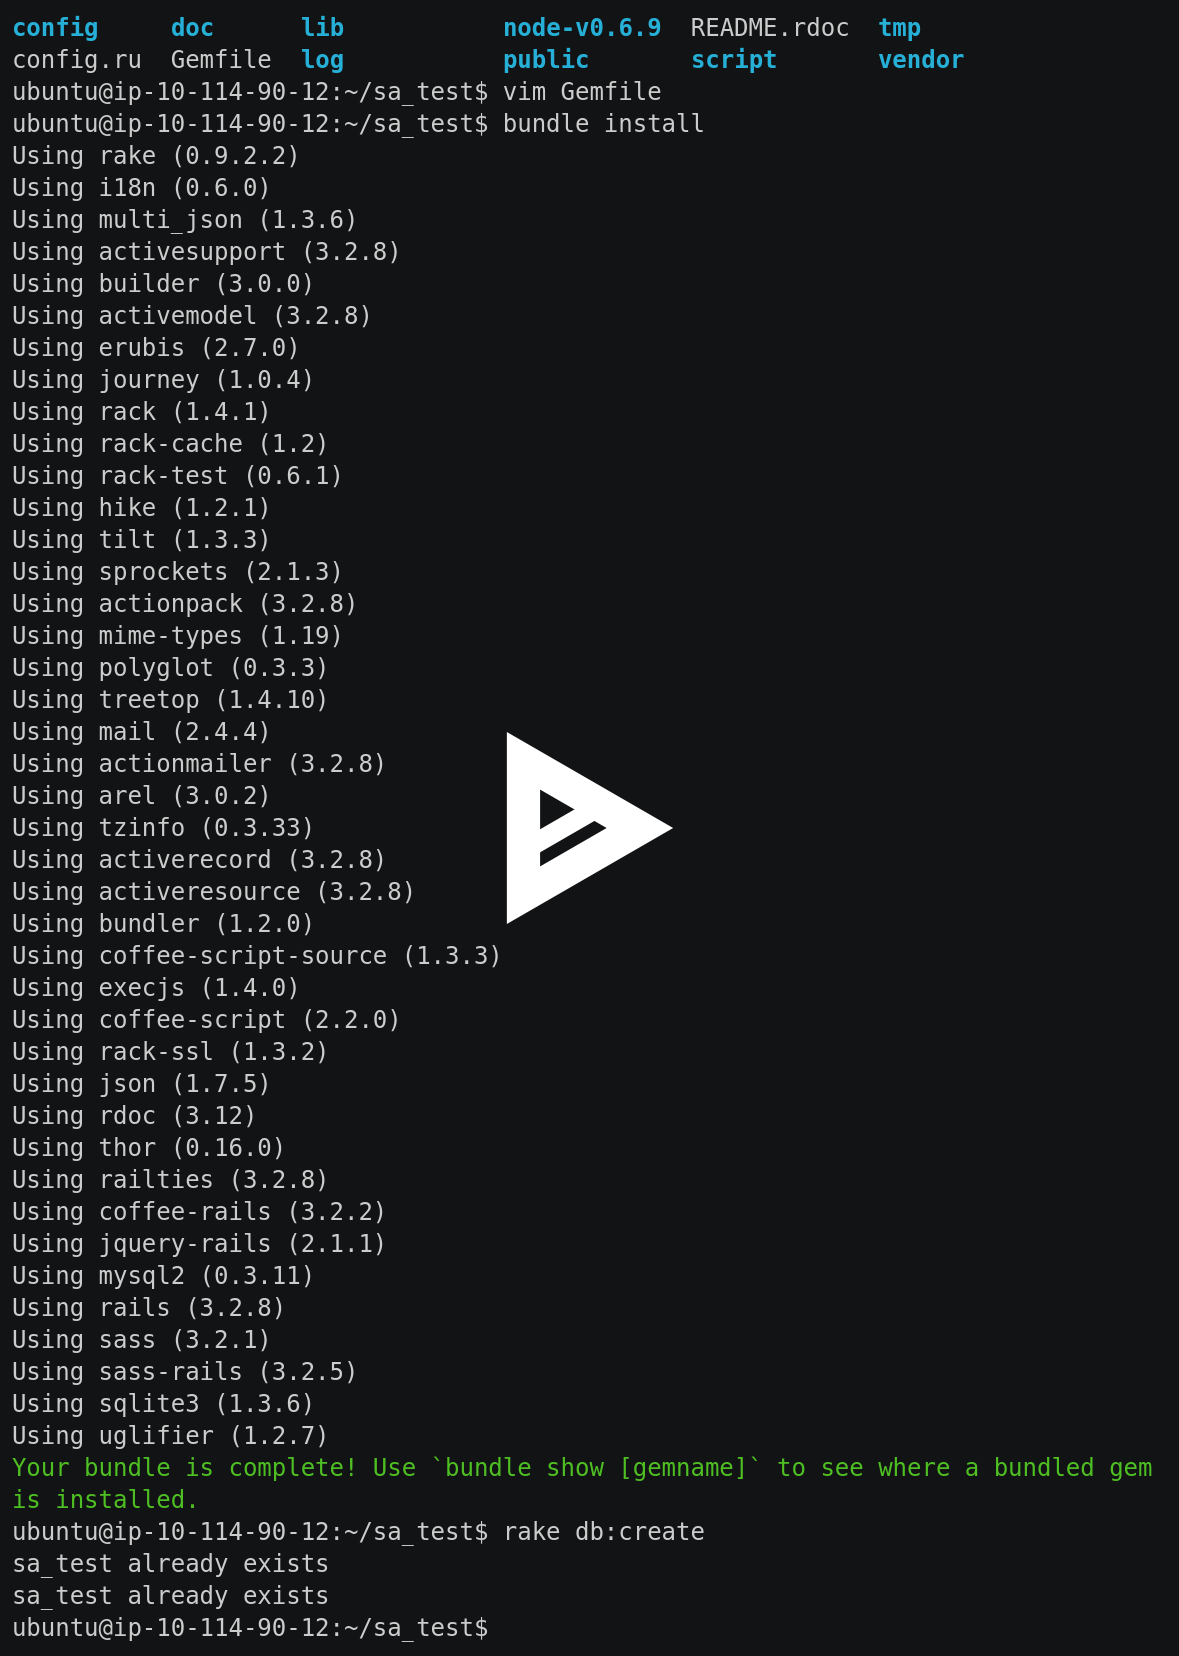 config     doc      lib           node-v0.6.9  README.rdoc  tmp
config.ru  Gemfile  log           public       script       vendor
ubuntu@ip-10-114-90-12:~/sa_test$ vim Gemfile
ubuntu@ip-10-114-90-12:~/sa_test$ bundle install
Using rake (0.9.2.2)
Using i18n (0.6.0)
Using multi_json (1.3.6)
Using activesupport (3.2.8)
Using builder (3.0.0)
Using activemodel (3.2.8)
Using erubis (2.7.0)
Using journey (1.0.4)
Using rack (1.4.1)
Using rack-cache (1.2)
Using rack-test (0.6.1)
Using hike (1.2.1)
Using tilt (1.3.3)
Using sprockets (2.1.3)
Using actionpack (3.2.8)
Using mime-types (1.19)
Using polyglot (0.3.3)
Using treetop (1.4.10)
Using mail (2.4.4)
Using actionmailer (3.2.8)
Using arel (3.0.2)
Using tzinfo (0.3.33)
Using activerecord (3.2.8)
Using activeresource (3.2.8)
Using bundler (1.2.0)
Using coffee-script-source (1.3.3)
Using execjs (1.4.0)
Using coffee-script (2.2.0)
Using rack-ssl (1.3.2)
Using json (1.7.5)
Using rdoc (3.12)
Using thor (0.16.0)
Using railties (3.2.8)
Using coffee-rails (3.2.2)
Using jquery-rails (2.1.1)
Using mysql2 (0.3.11)
Using rails (3.2.8)
Using sass (3.2.1)
Using sass-rails (3.2.5)
Using sqlite3 (1.3.6)
Using uglifier (1.2.7)
Your bundle is complete! Use `bundle show [gemname]` to see where a bundled gem
is installed.
ubuntu@ip-10-114-90-12:~/sa_test$ rake db:create
sa_test already exists
sa_test already exists
ubuntu@ip-10-114-90-12:~/sa_test$